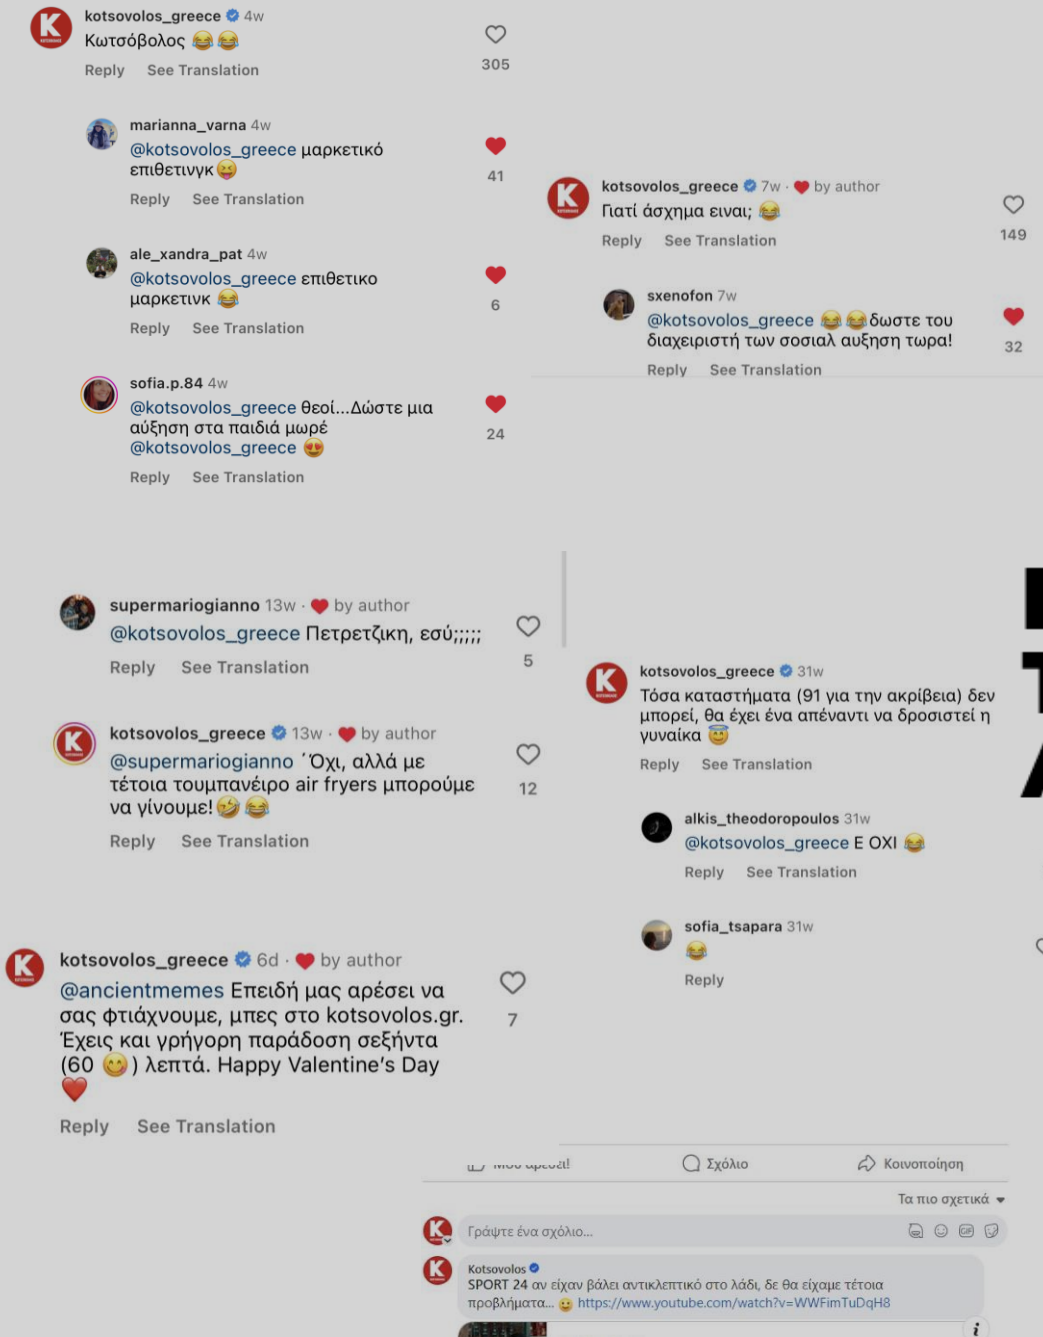 kotsovolos_greece 4w
Κωτσόβολος 😂😂
305
Reply See Translation
marianna_varna 4w
@kotsovolos_greece μαρκετικό
επιθετινγκ😝
41
Reply See Translation
ale_xandra_pat 4w
@kotsovolos_greece επιθετικο
μαρκετινκ 😂
6
Reply See Translation
sofia.p.84 4w
@kotsovolos_greece θεοί...Δώστε μια
αύξηση στα παιδιά μωρέ
@kotsovolos_greece 😍
24
Reply See Translation
kotsovolos_greece 7w · ❤️ by author
Γιατί άσχημα ειναι; 😂
149
Reply See Translation
sxenofon 7w
@kotsovolos_greece 😂😂δωστε του
διαχειριστή των σοσιαλ αυξηση τωρα!
32
Reply See Translation
supermariogianno 13w · ❤️ by author
@kotsovolos_greece Πετρετζικη, εσύ;;;;;
5
Reply See Translation
kotsovolos_greece 13w · ❤️ by author
@supermariogianno ΄Όχι, αλλά με
τέτοια τουμπανέιρο air fryers μπορούμε
να γίνουμε!🤣😂
12
Reply See Translation
kotsovolos_greece 31w
Τόσα καταστήματα (91 για την ακρίβεια) δεν
μπορεί, θα έχει ένα απέναντι να δροσιστεί η
γυναίκα 😇
Reply See Translation
alkis_theodoropoulos 31w
@kotsovolos_greece Ε ΟΧΙ 😂
Reply See Translation
sofia_tsapara 31w
😂
Reply
kotsovolos_greece 6d · ❤️ by author
@ancientmemes Επειδή μας αρέσει να
σας φτιάχνουμε, μπες στο kotsovolos.gr.
Έχεις και γρήγορη παράδοση σεξήντα
(60 😋) λεπτά. Happy Valentine's Day
❤️
7
Reply See Translation
Σχόλιο Κοινοποίηση
Τα πιο σχετικά
Γράψτε ένα σχόλιο...
GIF
Kotsovolos
SPORT 24 αν είχαν βάλει αντικλεπτικό στο λάδι, δε θα είχαμε τέτοια
προβλήματα... 🙂 https://www.youtube.com/watch?v=WWFimTuDqH8